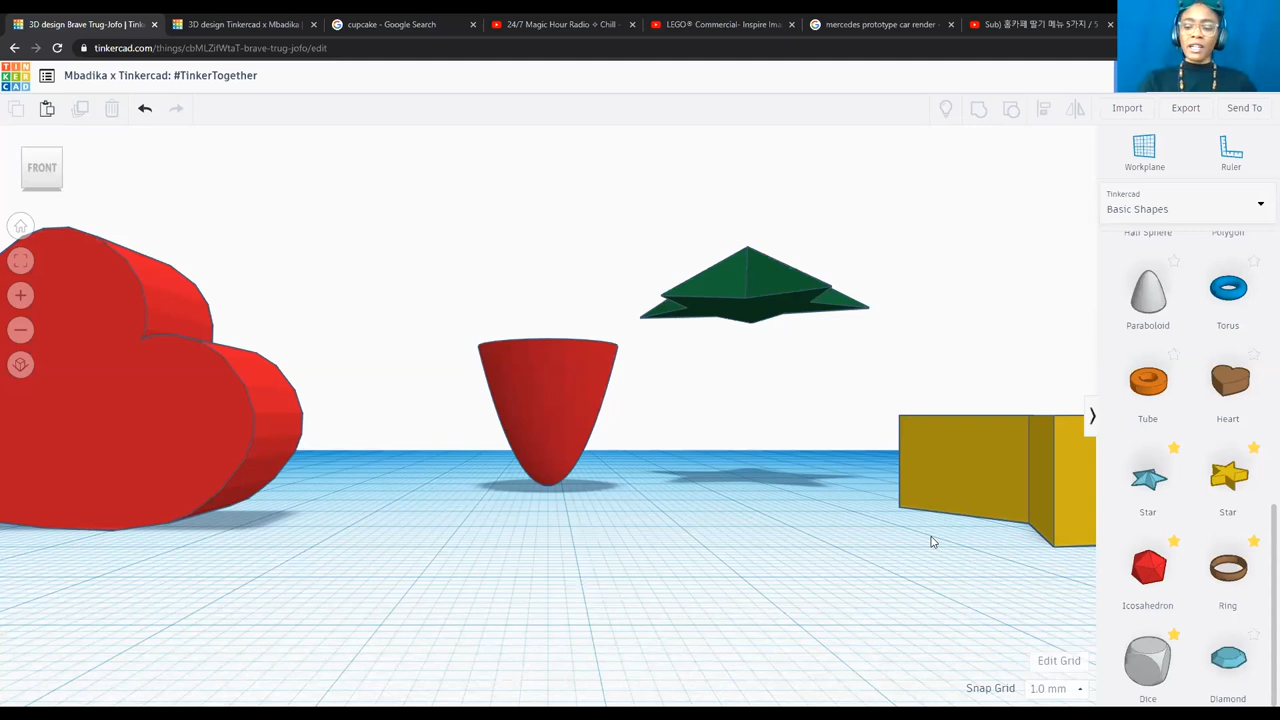 3D design Brave Trug-Jofo | Tink
3D design Tinkercad x Mbadika |
cupcake - Google Search
24/7 Magic Hour Radio ✧ Chill -
LEGO® Commercial- Inspire Ima
mercedes prototype car render -
Sub) 홈카페 딸기 메뉴 5가지 / 5
tinkercad.com/things/cbMLZifWtaT-brave-trug-jofo/edit
TIN
KER
CAD
Mbadika x Tinkercad: #TinkerTogether
Import
Export
Send To
FRONT
Workplane
Ruler
Tinkercad
Basic Shapes
Half Sphere
Polygon
Paraboloid
Torus
Tube
Heart
Star
Star
Icosahedron
Ring
Edit Grid
Snap Grid
1.0 mm
Dice
Diamond